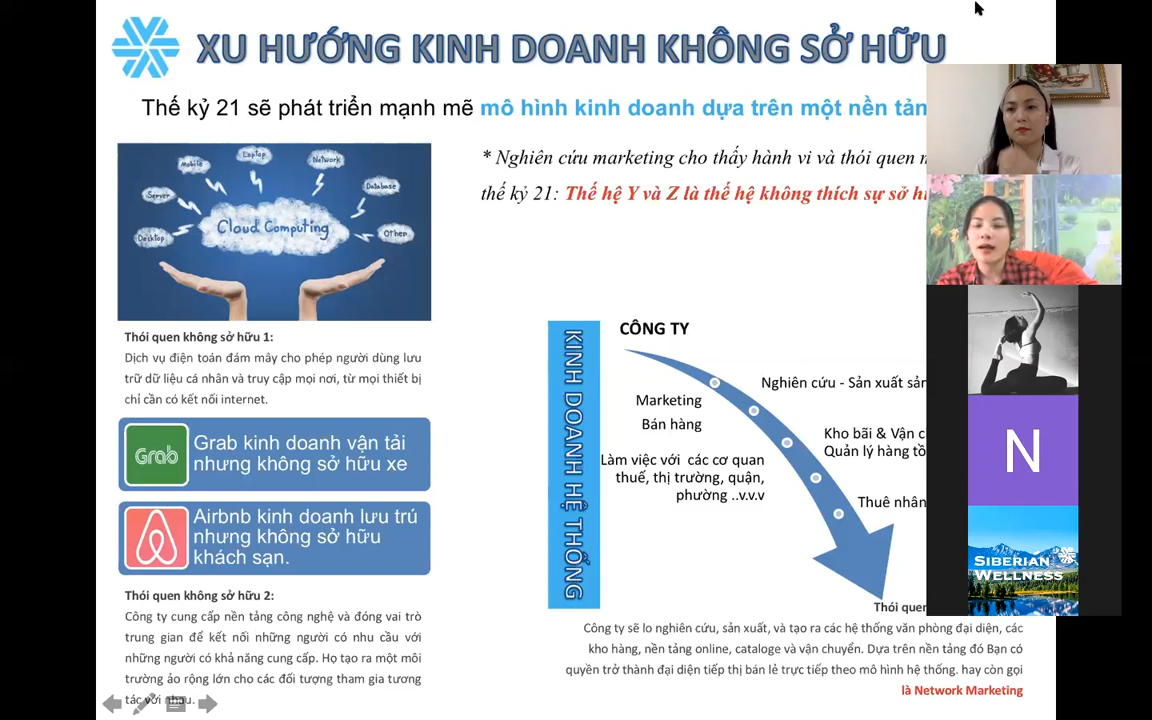 XU HƯỚNG KINH DOANH KHÔNG SỞ HỮU
Thế kỷ 21 sẽ phát triển mạnh mẽ mô hình kinh doanh dựa trên một nền tản
* Nghiên cứu marketing cho thấy hành vi và thói quen
thế kỷ 21: Thế hệ Y và Z là thế hệ không thích sự sở
Mobile
Laptop
Network
Server
Database
Cloud Computing
Desktop
Other
Thói quen không sở hữu 1:
Dịch vụ điện toán đám mây cho phép người dùng lưu
trữ dữ liệu cá nhân và truy cập mọi nơi, từ mọi thiết bị
chỉ cần có kết nối internet.
Grab
Grab kinh doanh vận tải
nhưng không sở hữu xe
Airbnb kinh doanh lưu trú
nhưng không sở hữu
khách sạn.
Thói quen không sở hữu 2:
Công ty cung cấp nền tảng công nghệ và đóng vai trò
trung gian để kết nối những người có nhu cầu với
những người có khả năng cung cấp. Họ tạo ra một môi
trường ảo rộng lớn cho các đối tượng tham gia tương
tác với nhau.
KINH DOANH HỆ THỐNG
CÔNG TY
Marketing
Bán hàng
Làm việc với các cơ quan
thuế, thị trường, quận,
phường ..v.v.v
Nghiên cứu - Sản xuất sản
Kho bãi & Vận
Quản lý hàng
Thuê nhân
Thói quen
Công ty sẽ lo nghiên cứu, sản xuất, và tạo ra các hệ thống văn phòng đại diện, các
kho hàng, nền tảng online, cataloge và vận chuyển. Dựa trên nền tảng đó Bạn có
quyền trở thành đại diện tiếp thị bán lẻ trực tiếp theo mô hình hệ thống. hay còn gọi
là Network Marketing
N
SIBERIAN
WELLNESS